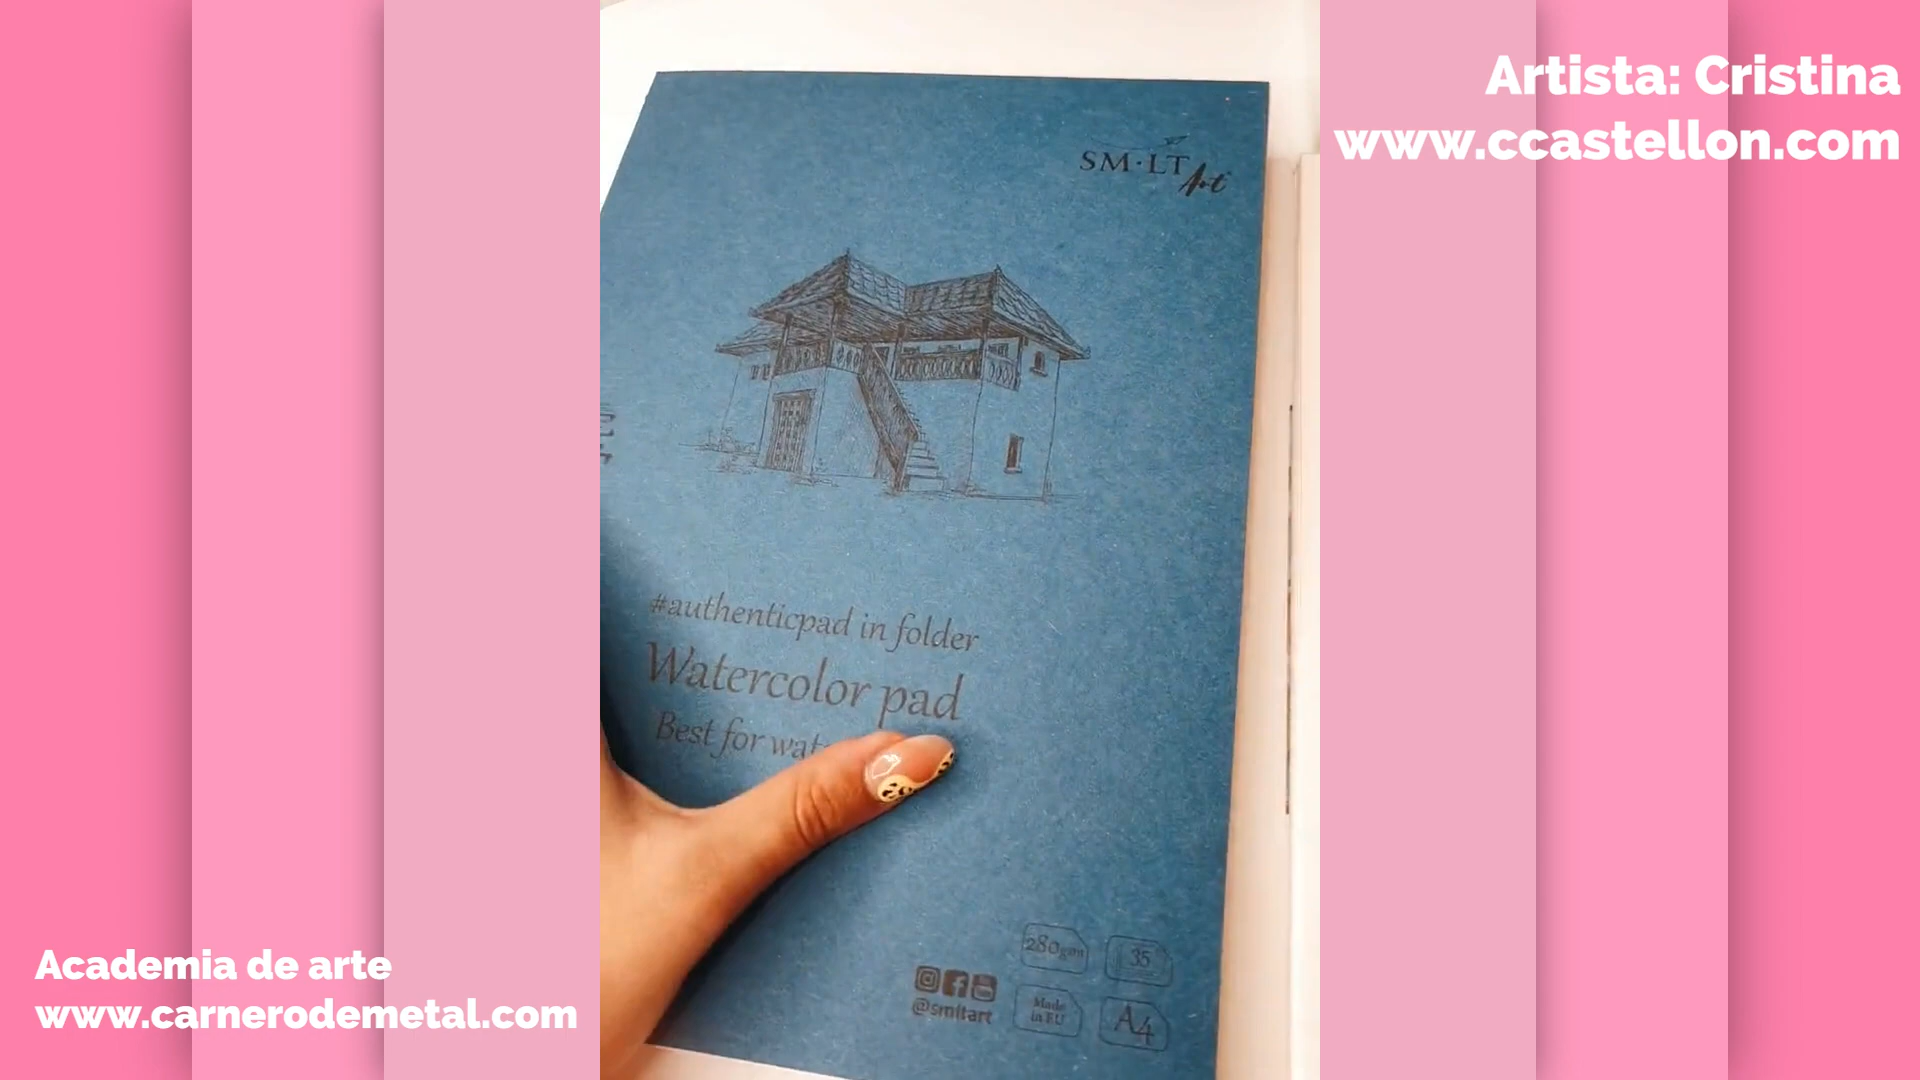 Artista: Cristina
www.ccastellon.com
SM·LT
Art
#authenticpad in folder
Watercolor pad
Best for
280gsm
35
@smltart
Made
in EU
A4
Academia de arte
www.carnerodemetal.com